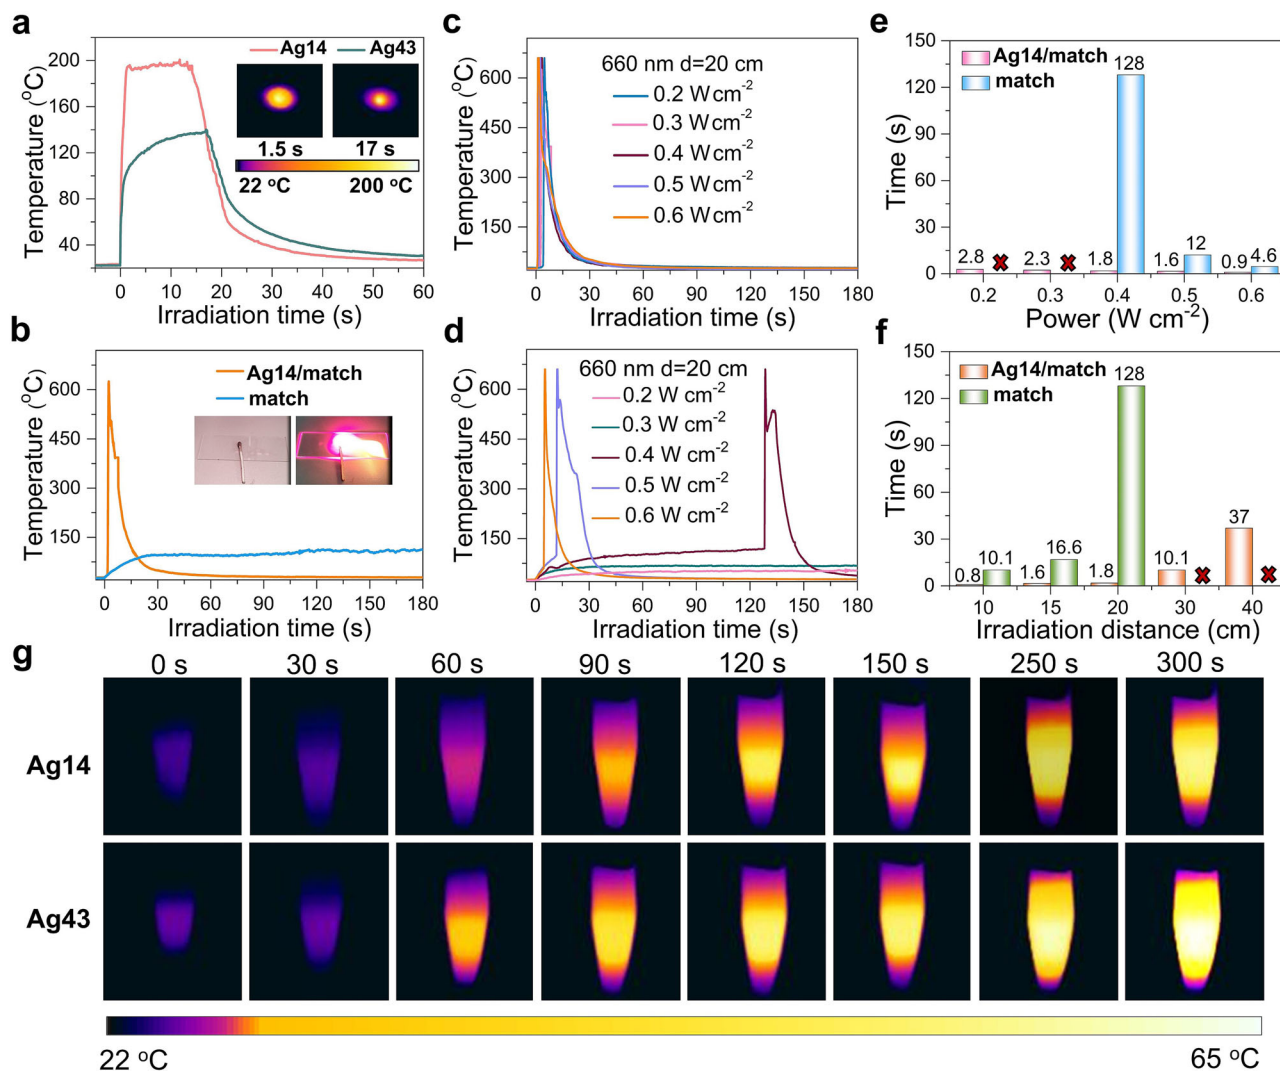 a
Temperature (°C)
200
160
120
80
40
Ag14
Ag43
1.5 s
17 s
22 °C
200 °C
0
10
20
30
40
50
60
Irradiation time (s)
b
Temperature (°C)
600
450
300
150
Ag14/match
match
0
30
60
90
120
150
180
Irradiation time (s)
c
Temperature (°C)
600
450
300
150
660 nm d=20 cm
0.2 W cm⁻²
0.3 W cm⁻²
0.4 W cm⁻²
0.5 W cm⁻²
0.6 W cm⁻²
0
30
60
90
120
150
180
Irradiation time (s)
d
Temperature (°C)
600
450
300
150
660 nm d=20 cm
0.2 W cm⁻²
0.3 W cm⁻²
0.4 W cm⁻²
0.5 W cm⁻²
0.6 W cm⁻²
0
30
60
90
120
150
180
Irradiation time (s)
e
Time (s)
150
120
90
60
30
0
Ag14/match
match
2.8
2.3
1.8
128
1.6
12
0.9
4.6
0.2
0.3
0.4
0.5
0.6
Power (W cm⁻²)
f
Time (s)
150
120
90
60
30
0
Ag14/match
match
0.8
10.1
1.6
16.6
1.8
128
10.1
37
10
15
20
30
40
Irradiation distance (cm)
g
0 s
30 s
60 s
90 s
120 s
150 s
250 s
300 s
Ag14
Ag43
22 °C
65 °C